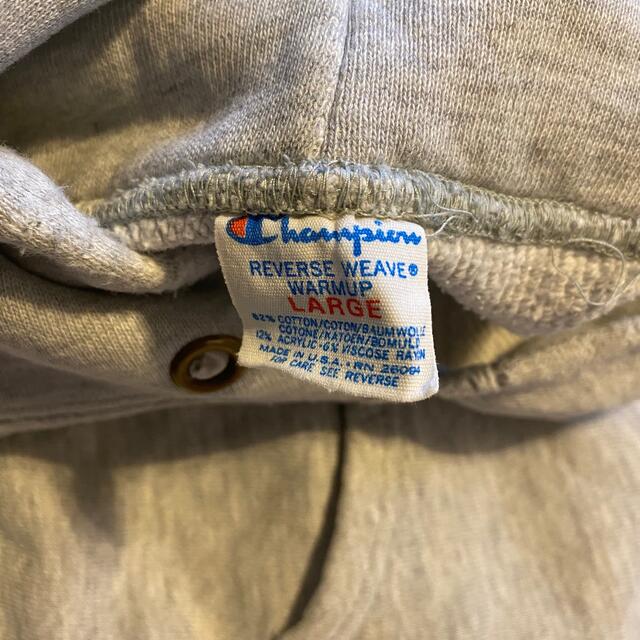 Champion
REVERSE WEAVE®
WARMUP
LARGE
82% COTTON/COTON/BAUMWOLLE
COTONE/KATOEN/BOMULD
12% ACRYLIC·6% VISCOSE RAYON
MADE IN U.S.A. RN 26094
FOR CARE SEE REVERSE